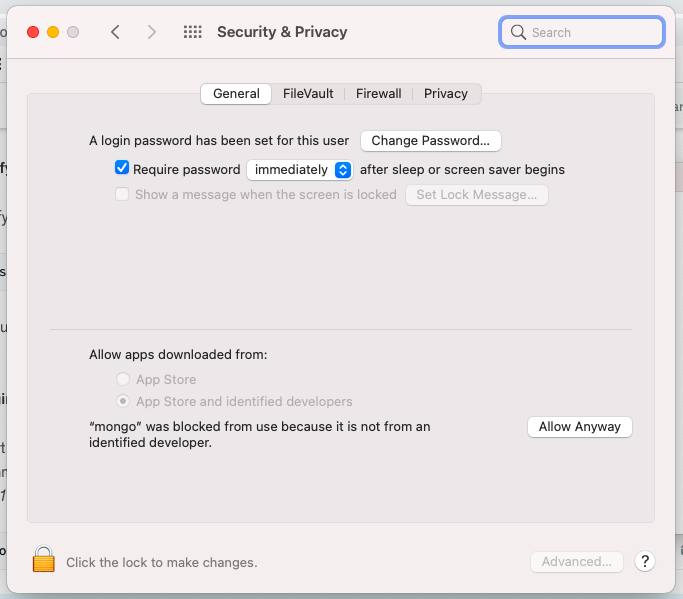 Security & Privacy
Search
General FileVault Firewall Privacy
A login password has been set for this user Change Password...
Require password immediately after sleep or screen saver begins
Show a message when the screen is locked Set Lock Message...
Allow apps downloaded from:
App Store
App Store and identified developers
“mongo” was blocked from use because it is not from an
identified developer.
Allow Anyway
Click the lock to make changes.
Advanced...
?